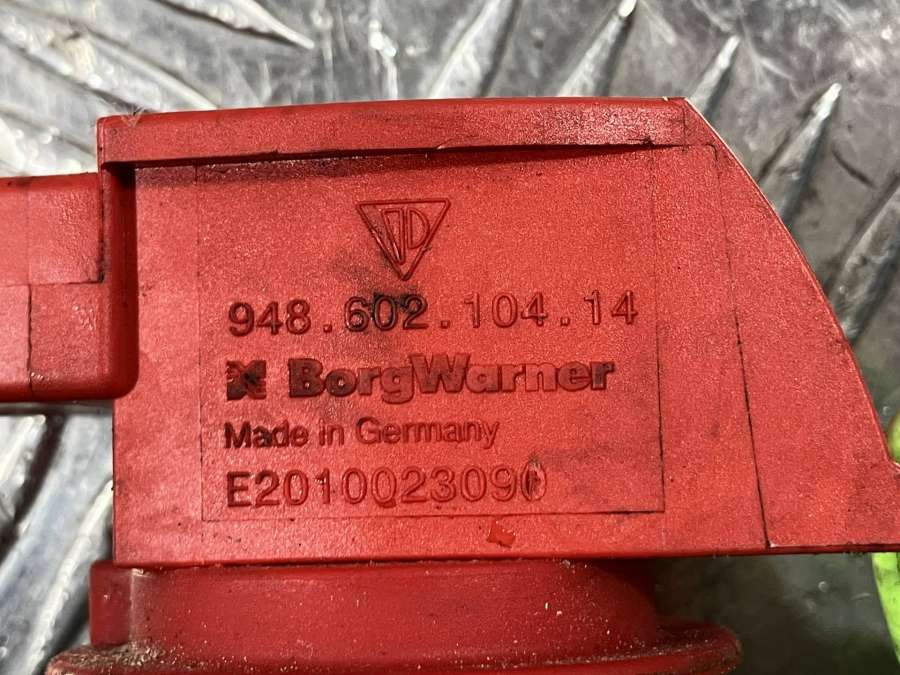 948.602.104.14
BorgWarner
Made in Germany
E2010023090